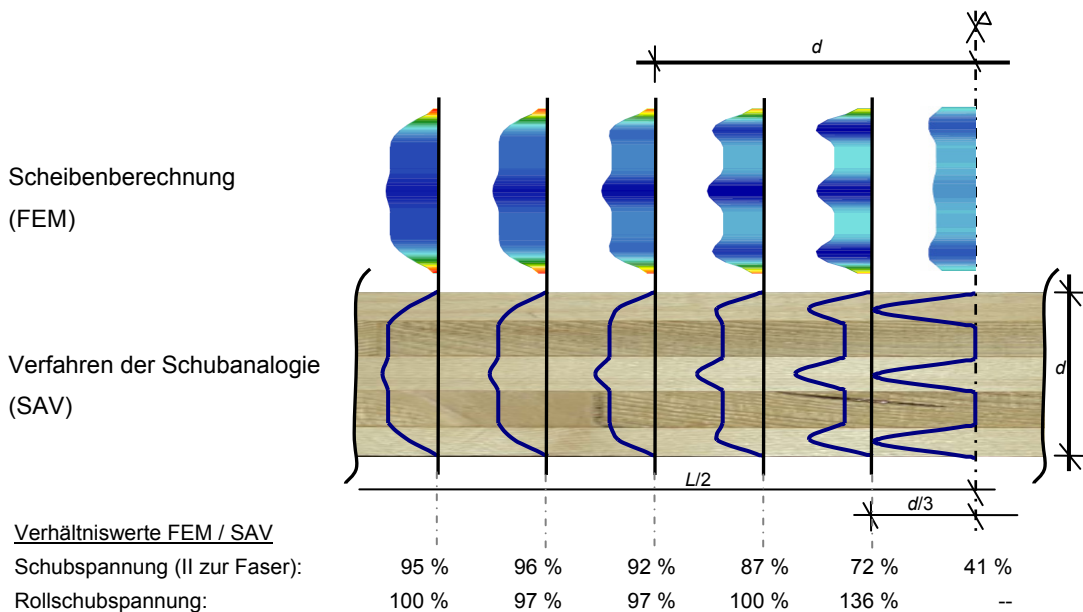 d
Scheibenberechnung
(FEM)
Verfahren der Schubanalogie
(SAV)
d
L/2
d/3
Verhältniswerte FEM / SAV
Schubspannung (II zur Faser): 95 % 96 % 92 % 87 % 72 % 41 %
Rollschubspannung: 100 % 97 % 97 % 100 % 136 % --